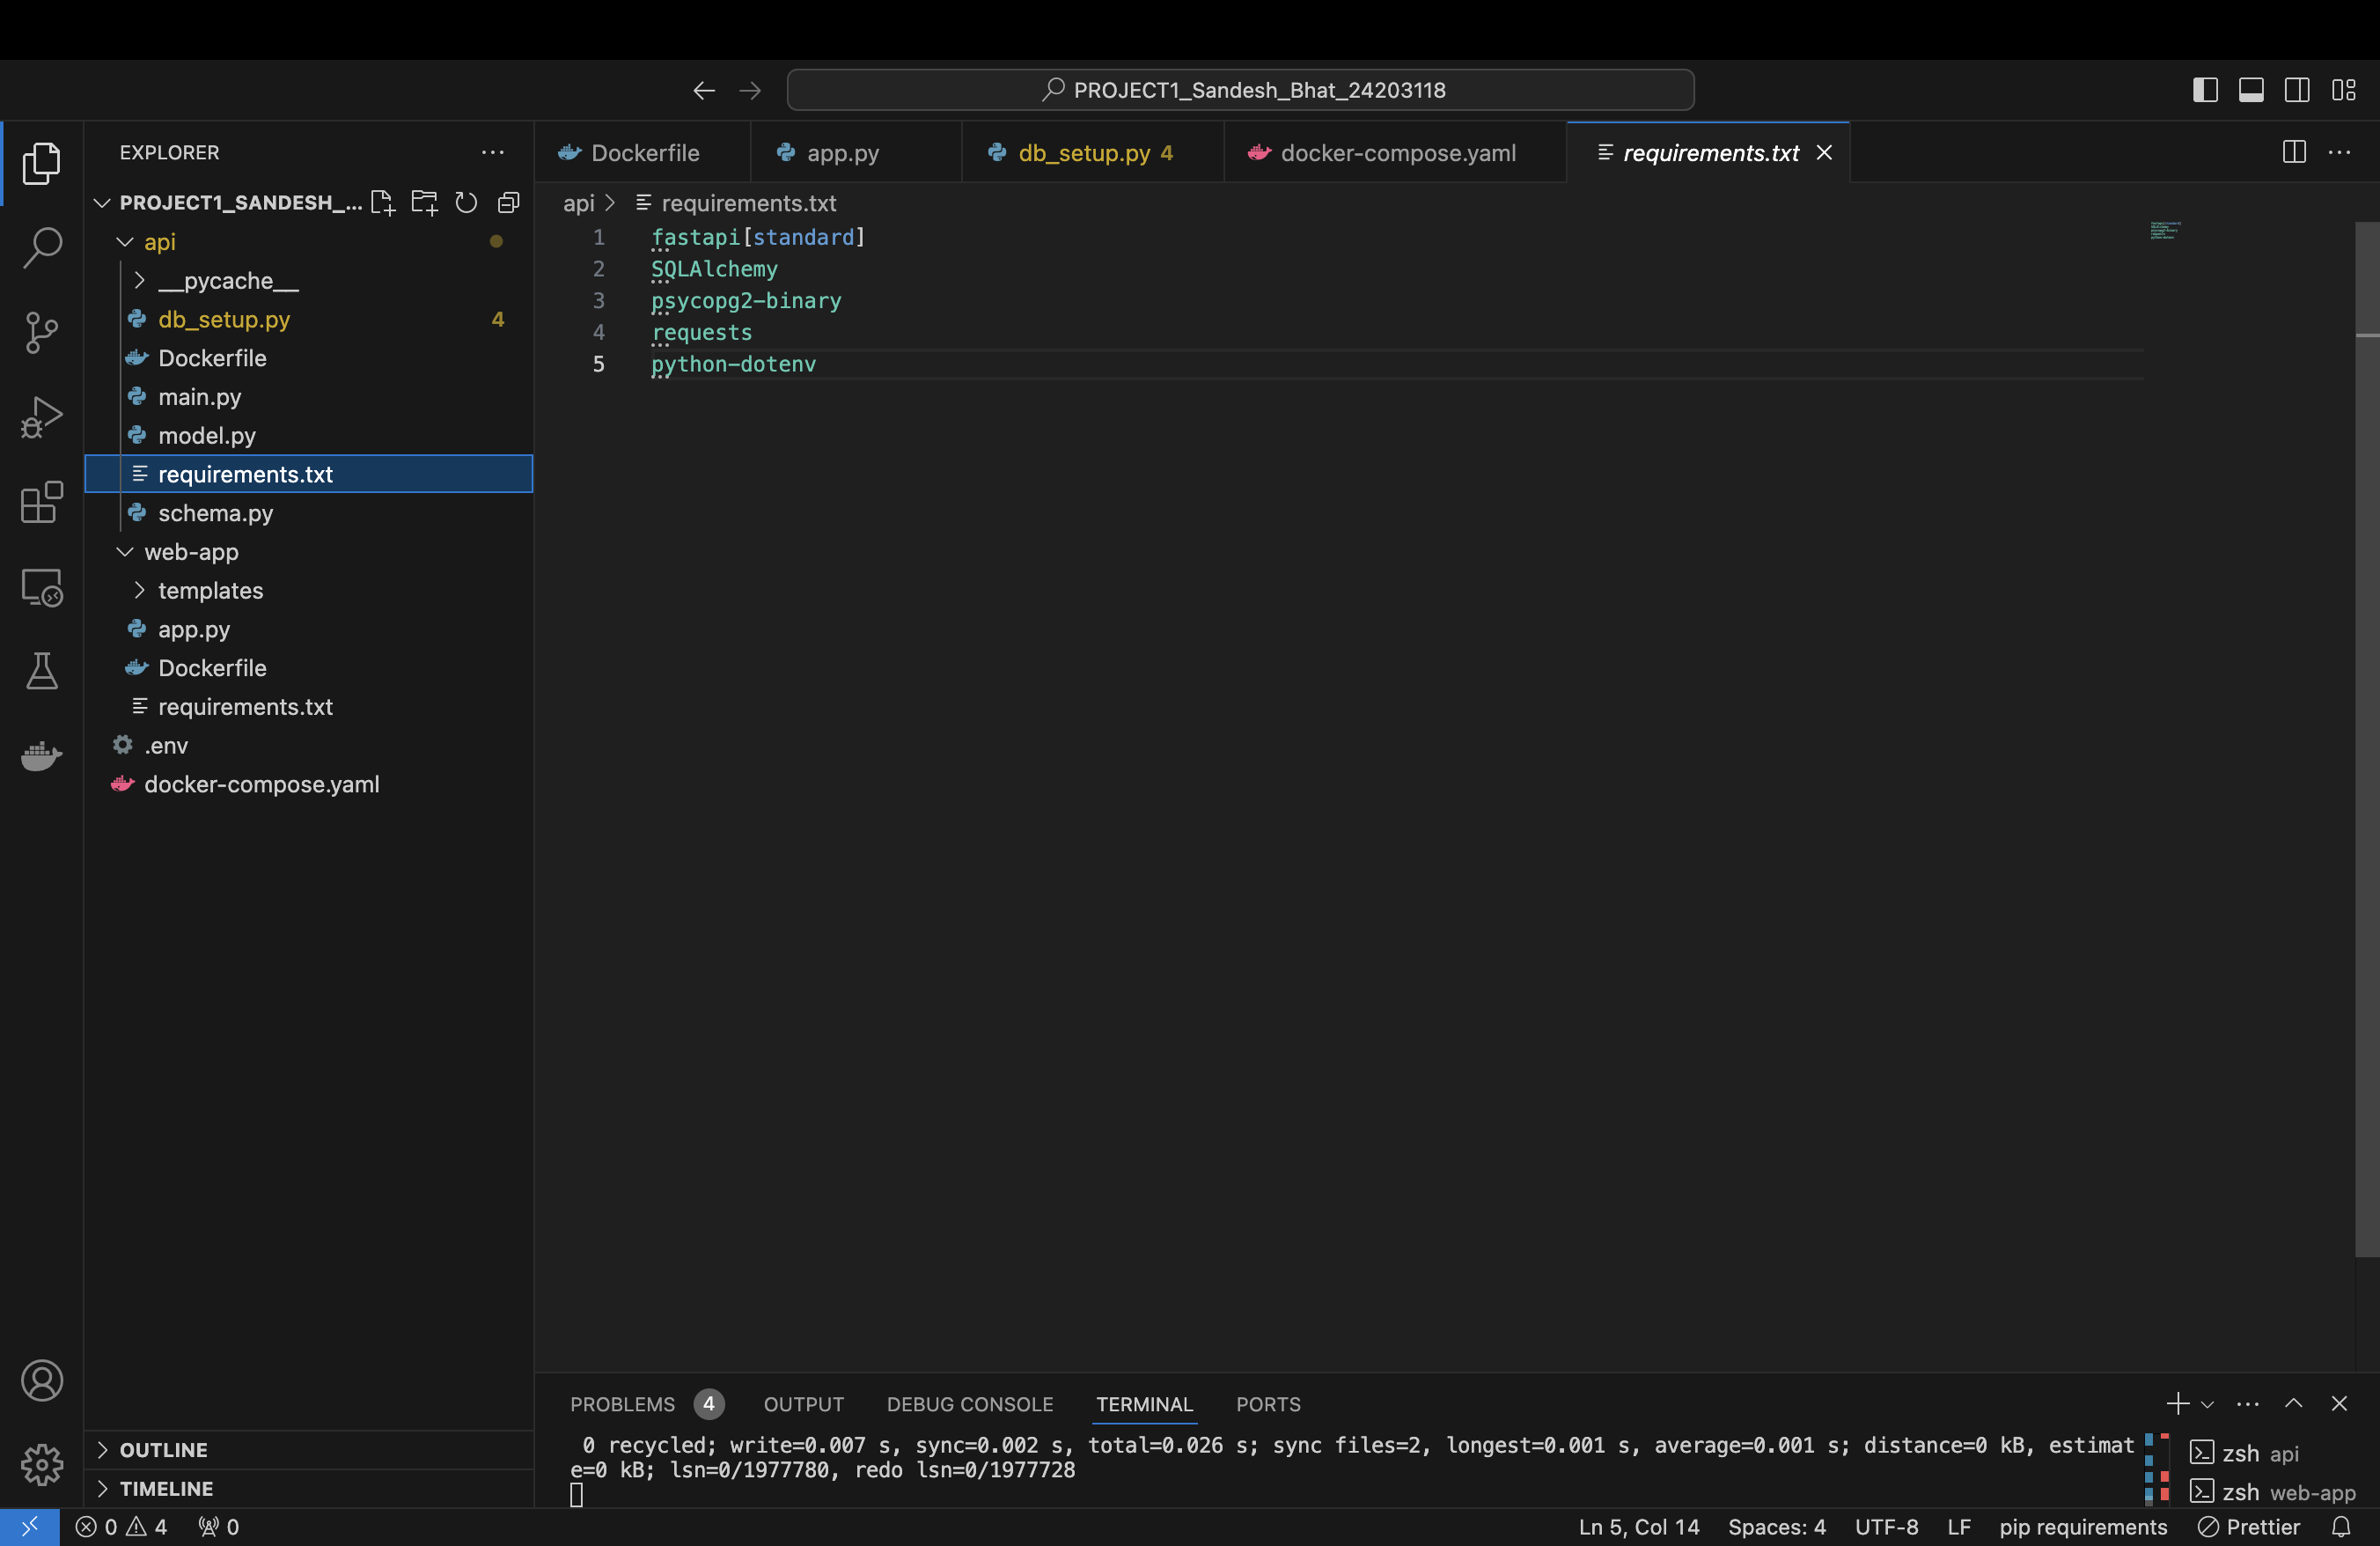 PROJECT1_Sandesh_Bhat_24203118
EXPLORER
PROJECT1_SANDESH_...
api
__pycache__
db_setup.py 4
Dockerfile
main.py
model.py
requirements.txt
schema.py
web-app
templates
app.py
Dockerfile
requirements.txt
.env
docker-compose.yaml
OUTLINE
TIMELINE
Dockerfile
app.py
db_setup.py 4
docker-compose.yaml
requirements.txt
api > requirements.txt
1 fastapi[standard]
2 SQLAlchemy
3 psycopg2-binary
4 requests
5 python-dotenv
PROBLEMS 4 OUTPUT DEBUG CONSOLE TERMINAL PORTS
0 recycled; write=0.007 s, sync=0.002 s, total=0.026 s; sync files=2, longest=0.001 s, average=0.001 s; distance=0 kB, estimat
e=0 kB; lsn=0/1977780, redo lsn=0/1977728
zsh api
zsh web-app
0 4 0
Ln 5, Col 14 Spaces: 4 UTF-8 LF pip requirements Prettier